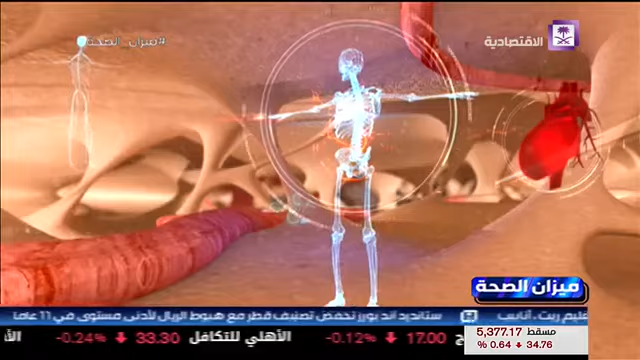 #ميزان_الصحة
الاقتصادية
ميزان الصحة
ستاندرد اند بورز تخفض تصنيف قطر مع هبوط الريال لأدنى مستوى في 11 عاما
17.00 -0.12% الأهلي للتكافل 33.30 -0.24%
مسقط 5,377.17
% 0.64 34.76